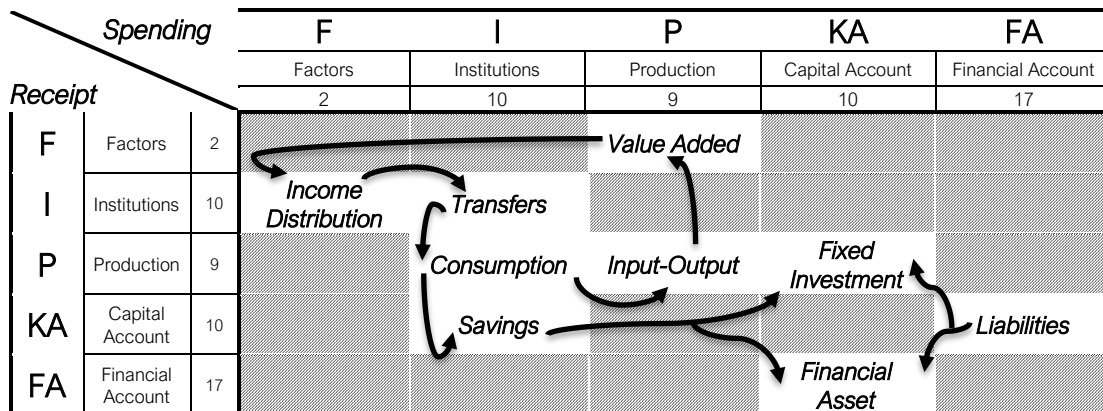 Spending
F I P KA FA
Factors Institutions Production Capital Account Financial Account
Receipt
2 10 9 10 17
F Factors 2 Value Added
I Institutions 10 Income Distribution Transfers
P Production 9 Consumption Input-Output Fixed Investment
KA Capital Account 10 Savings Liabilities
FA Financial Account 17 Financial Asset